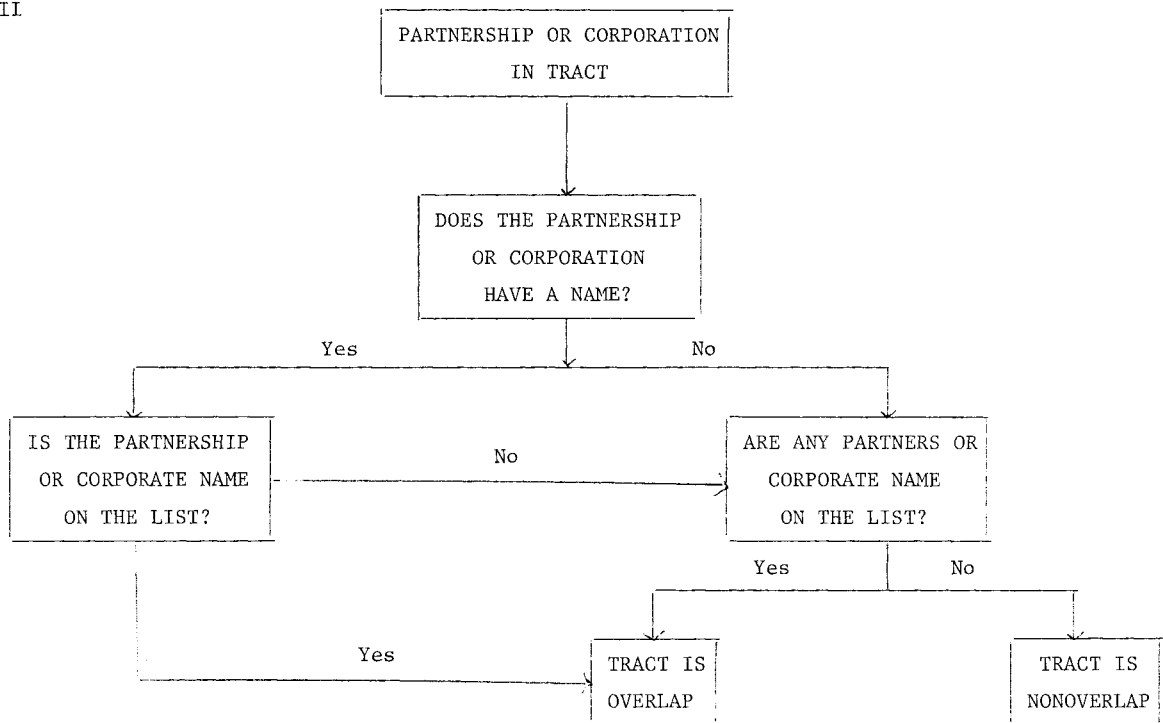 II
PARTNERSHIP OR CORPORATION
IN TRACT
DOES THE PARTNERSHIP
OR CORPORATION
HAVE A NAME?
Yes
No
IS THE PARTNERSHIP
OR CORPORATE NAME
ON THE LIST?
No
ARE ANY PARTNERS OR
CORPORATE NAME
ON THE LIST?
Yes
No
Yes
TRACT IS
OVERLAP
TRACT IS
NONOVERLAP